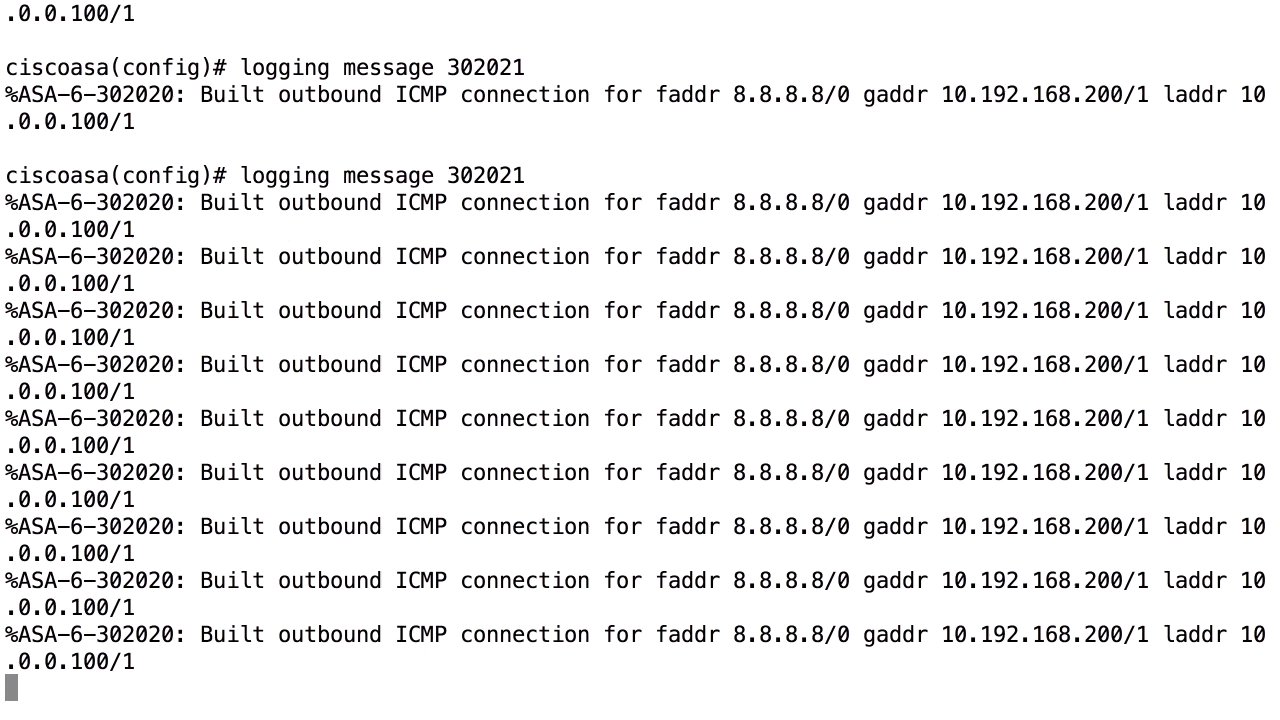 .0.0.100/1

ciscoasa(config)# logging message 302021
%ASA-6-302020: Built outbound ICMP connection for faddr 8.8.8.8/0 gaddr 10.192.168.200/1 laddr 10
.0.0.100/1

ciscoasa(config)# logging message 302021
%ASA-6-302020: Built outbound ICMP connection for faddr 8.8.8.8/0 gaddr 10.192.168.200/1 laddr 10
.0.0.100/1
%ASA-6-302020: Built outbound ICMP connection for faddr 8.8.8.8/0 gaddr 10.192.168.200/1 laddr 10
.0.0.100/1
%ASA-6-302020: Built outbound ICMP connection for faddr 8.8.8.8/0 gaddr 10.192.168.200/1 laddr 10
.0.0.100/1
%ASA-6-302020: Built outbound ICMP connection for faddr 8.8.8.8/0 gaddr 10.192.168.200/1 laddr 10
.0.0.100/1
%ASA-6-302020: Built outbound ICMP connection for faddr 8.8.8.8/0 gaddr 10.192.168.200/1 laddr 10
.0.0.100/1
%ASA-6-302020: Built outbound ICMP connection for faddr 8.8.8.8/0 gaddr 10.192.168.200/1 laddr 10
.0.0.100/1
%ASA-6-302020: Built outbound ICMP connection for faddr 8.8.8.8/0 gaddr 10.192.168.200/1 laddr 10
.0.0.100/1
%ASA-6-302020: Built outbound ICMP connection for faddr 8.8.8.8/0 gaddr 10.192.168.200/1 laddr 10
.0.0.100/1
%ASA-6-302020: Built outbound ICMP connection for faddr 8.8.8.8/0 gaddr 10.192.168.200/1 laddr 10
.0.0.100/1